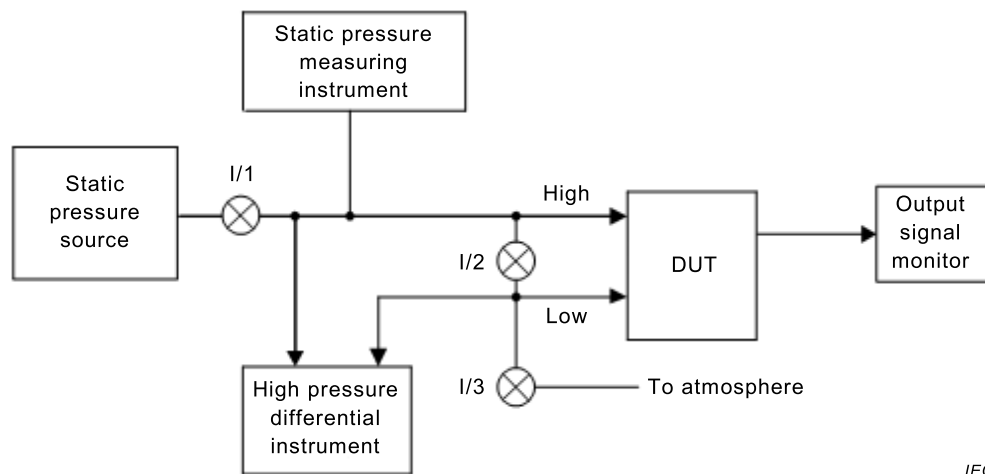 Static pressure
measuring
instrument
I/1
Static
pressure
source
High
Output
signal
monitor
I/2
DUT
Low
High pressure
differential
instrument
I/3
To atmosphere